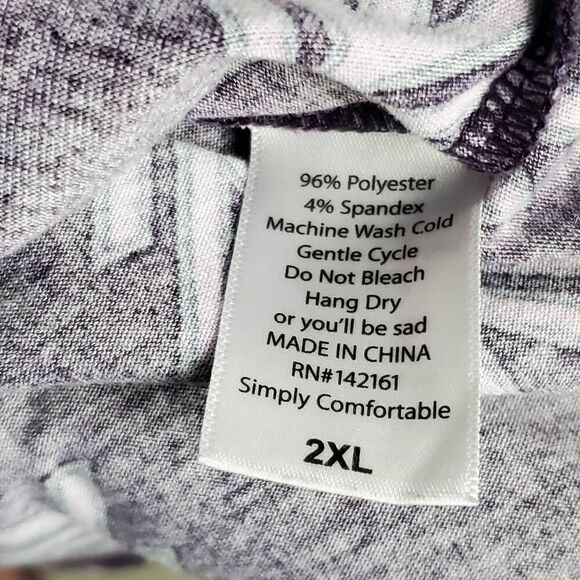 96% Polyester
4% Spandex
Machine Wash Cold
Gentle Cycle
Do Not Bleach
Hang Dry
or you'll be sad
MADE IN CHINA
RN#142161
Simply Comfortable
2XL